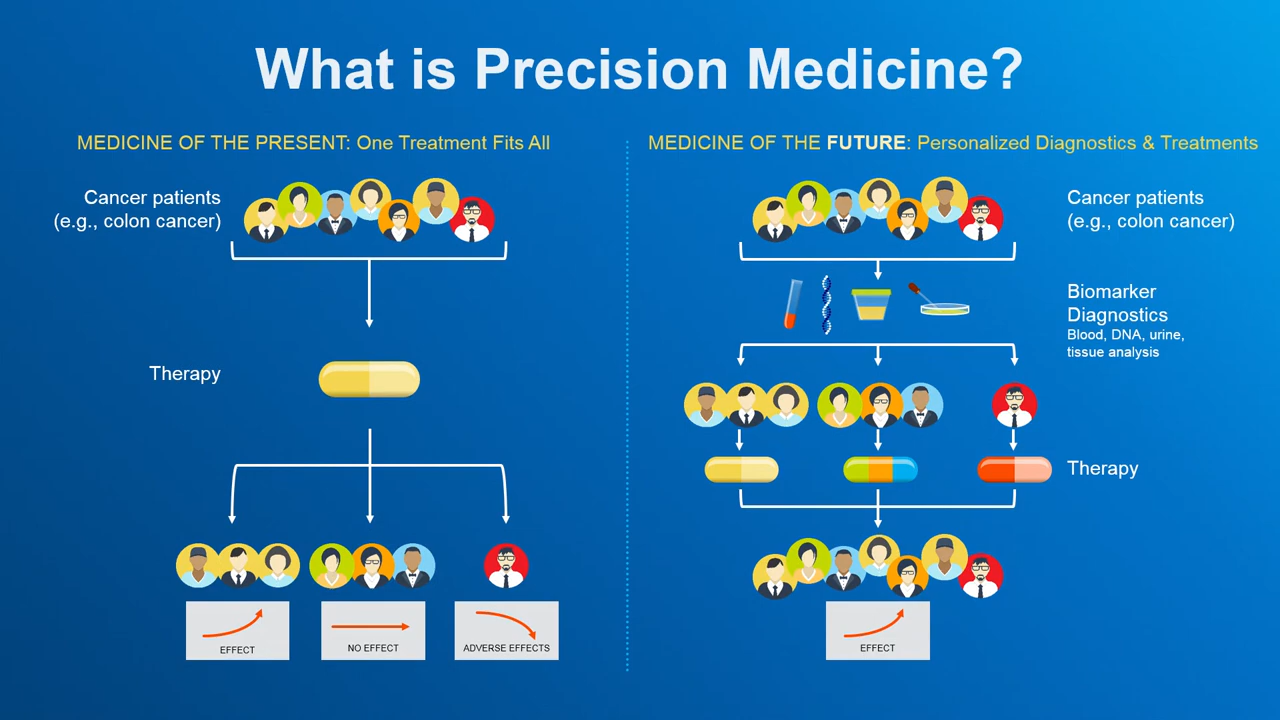 What is Precision Medicine?
MEDICINE OF THE PRESENT: One Treatment Fits All
Cancer patients
(e.g., colon cancer)
Therapy
EFFECT
NO EFFECT
ADVERSE EFFECTS
MEDICINE OF THE FUTURE: Personalized Diagnostics & Treatments
Cancer patients
(e.g., colon cancer)
Biomarker
Diagnostics
Blood, DNA, urine,
tissue analysis
Therapy
EFFECT